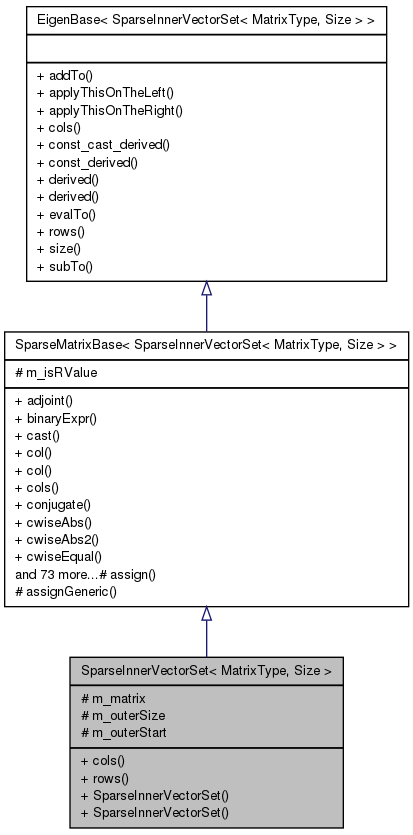 EigenBase< SparseInnerVectorSet< MatrixType, Size > >
+ addTo()
+ applyThisOnTheLeft()
+ applyThisOnTheRight()
+ cols()
+ const_cast_derived()
+ const_derived()
+ derived()
+ derived()
+ evalTo()
+ rows()
+ size()
+ subTo()
SparseMatrixBase< SparseInnerVectorSet< MatrixType, Size > >
# m_isRValue
+ adjoint()
+ binaryExpr()
+ cast()
+ col()
+ col()
+ cols()
+ conjugate()
+ cwiseAbs()
+ cwiseAbs2()
+ cwiseEqual()
and 73 more...# assign()
# assignGeneric()
SparseInnerVectorSet< MatrixType, Size >
# m_matrix
# m_outerSize
# m_outerStart
+ cols()
+ rows()
+ SparseInnerVectorSet()
+ SparseInnerVectorSet()